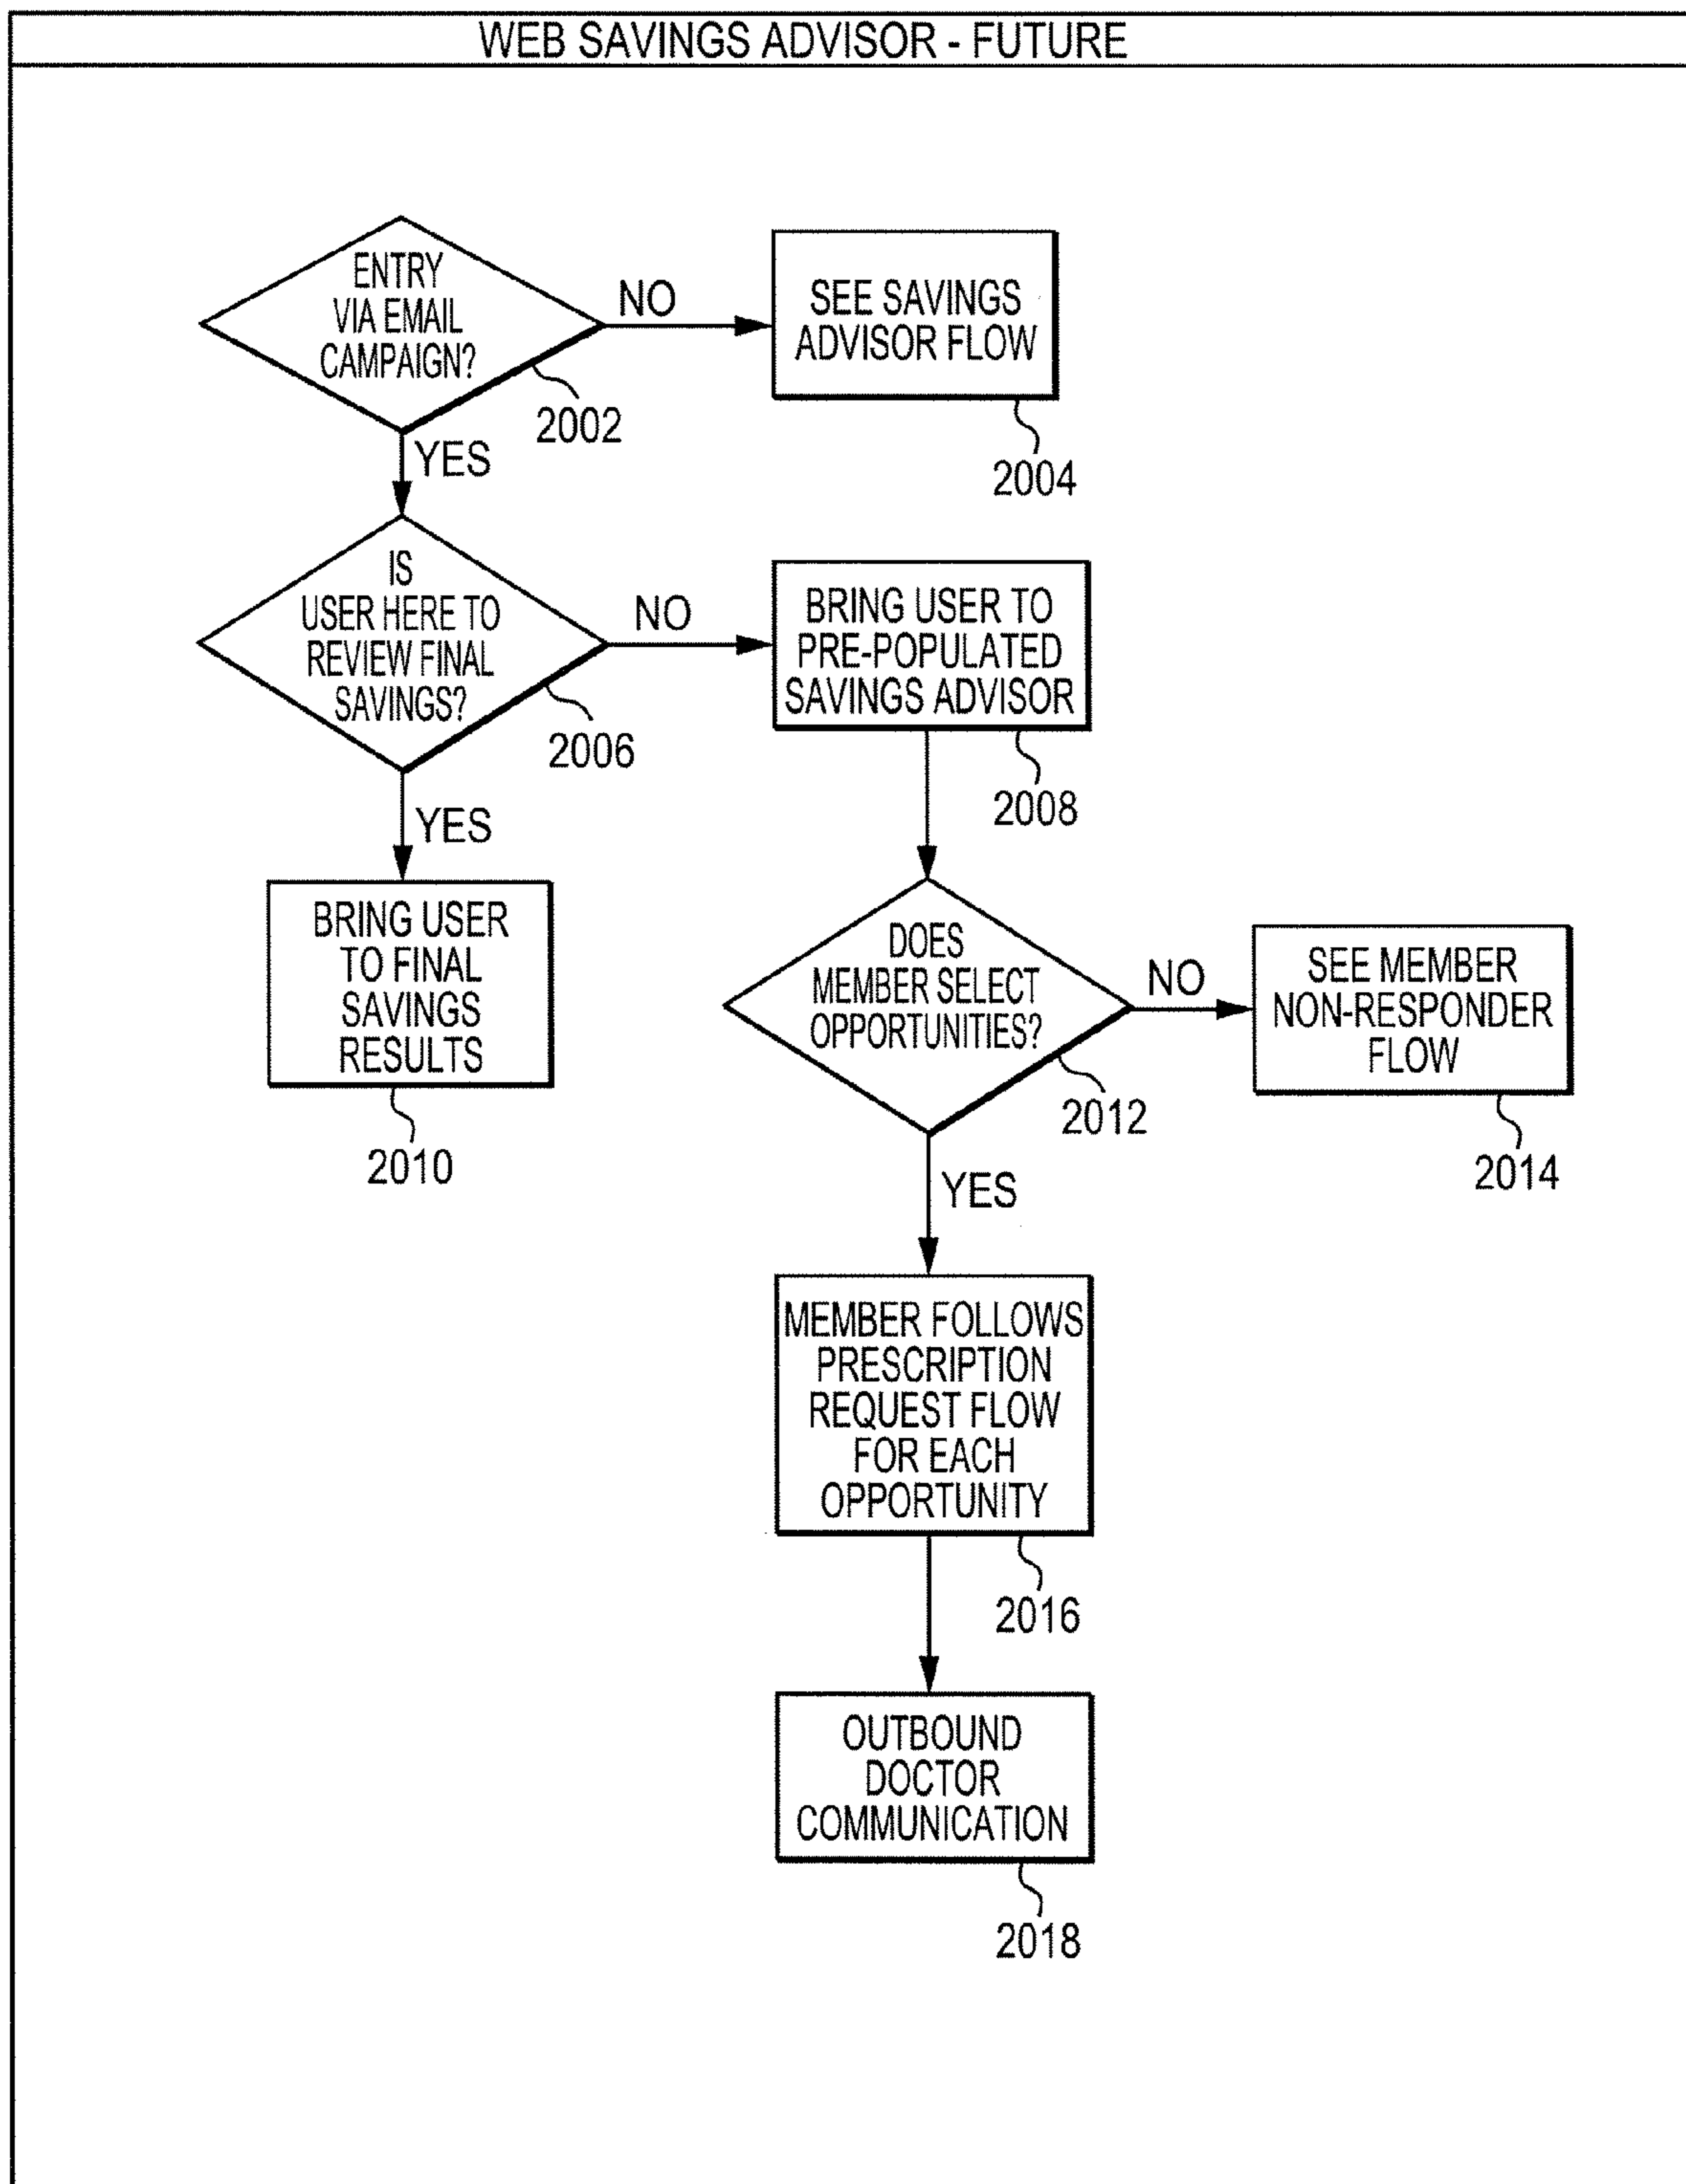 WEB SAVINGS ADVISOR - FUTURE
ENTRY
VIA EMAIL
CAMPAIGN?
2002
NO
SEE SAVINGS
ADVISOR FLOW
2004
YES
IS
USER HERE TO
REVIEW FINAL
SAVINGS?
2006
NO
BRING USER TO
PRE-POPULATED
SAVINGS ADVISOR
2008
YES
BRING USER
TO FINAL
SAVINGS
RESULTS
2010
DOES
MEMBER SELECT
OPPORTUNITIES?
2012
NO
SEE MEMBER
NON-RESPONDER
FLOW
2014
YES
MEMBER FOLLOWS
PRESCRIPTION
REQUEST FLOW
FOR EACH
OPPORTUNITY
2016
OUTBOUND
DOCTOR
COMMUNICATION
2018